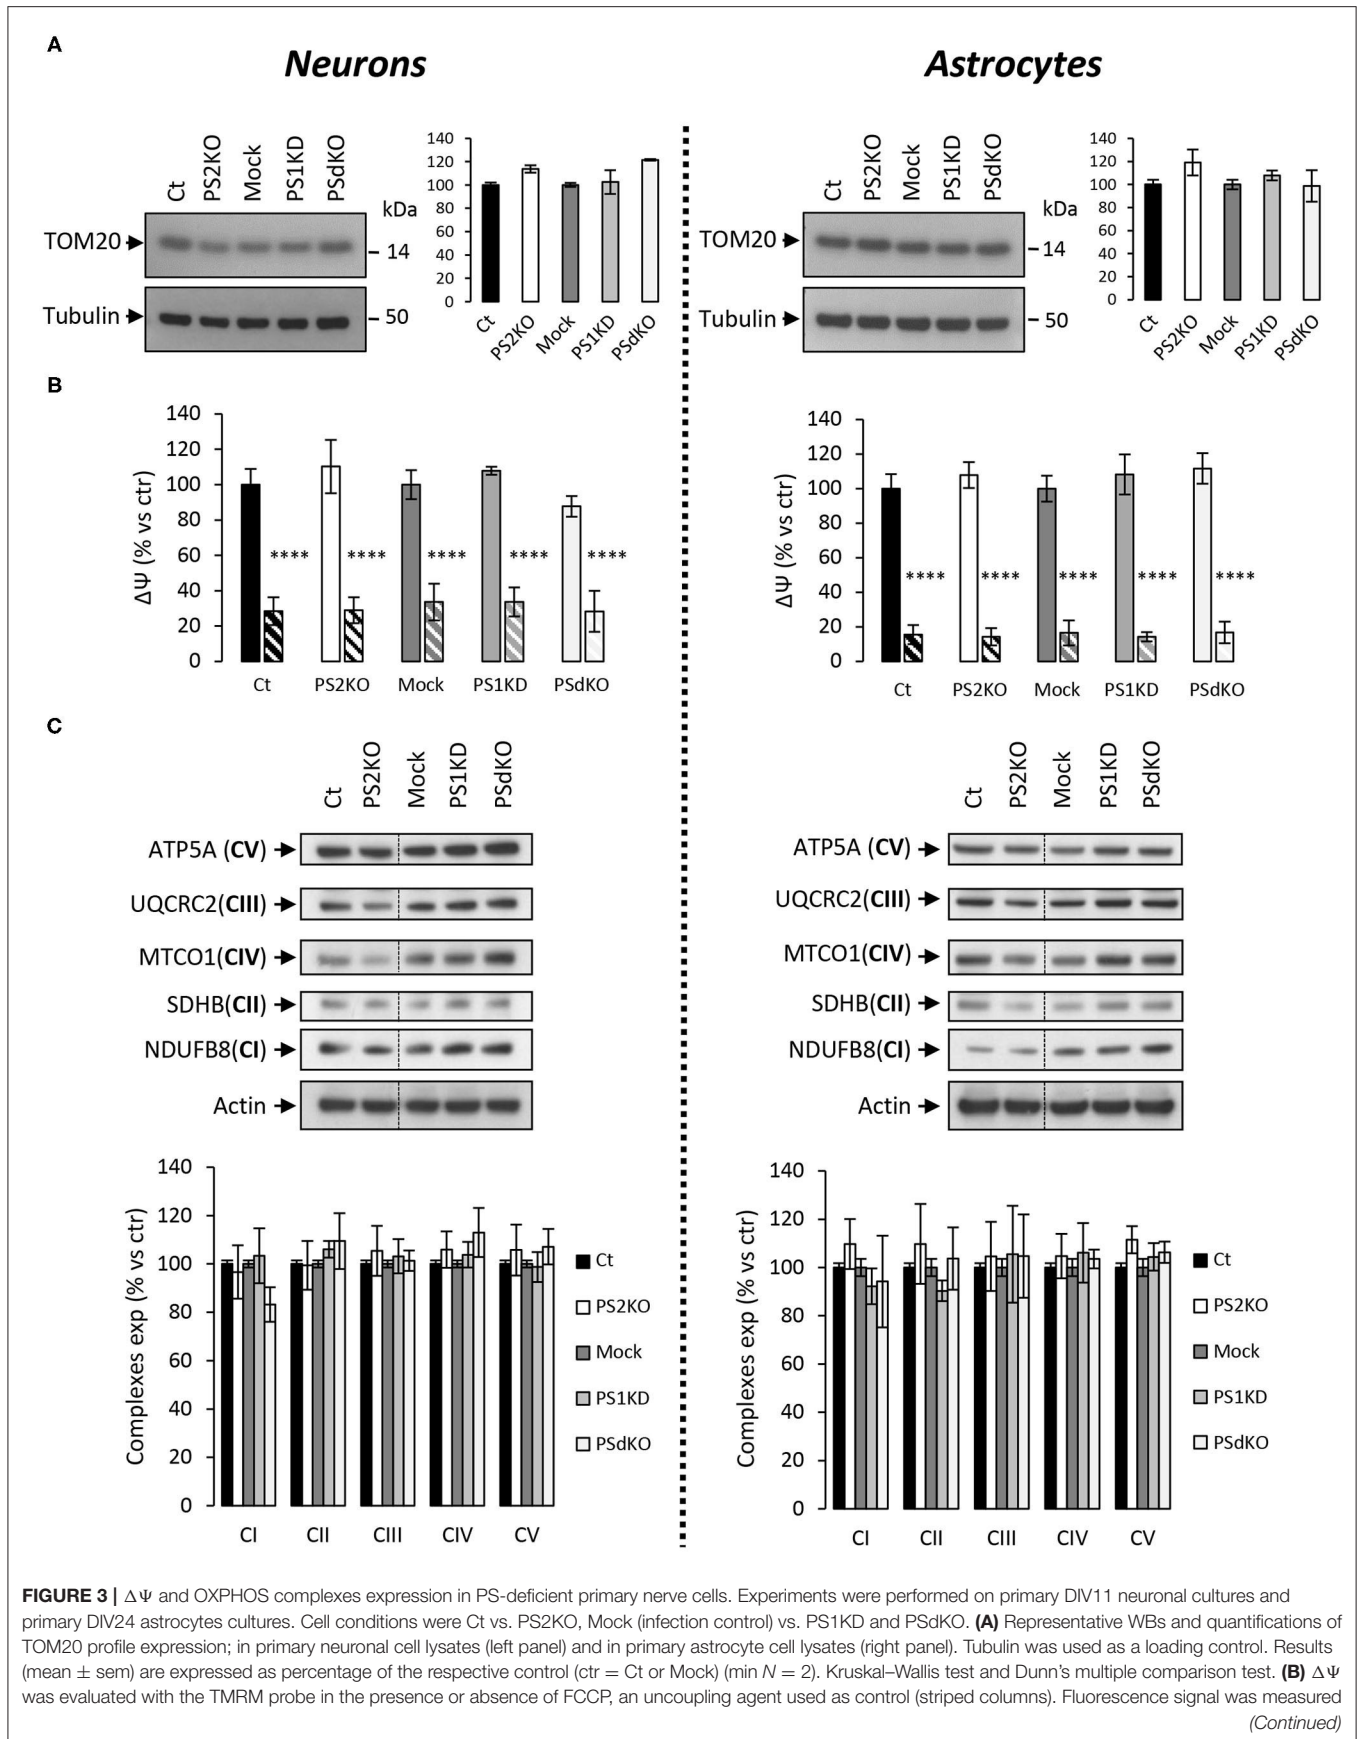 A
Neurons
Astrocytes
Ct
PS2KO
Mock
PS1KD
PSdKO
kDa
TOM20
14
Tubulin
50
140
120
100
80
60
40
20
0
Ct
PS2KO
Mock
PS1KD
PSdKO
Ct
PS2KO
Mock
PS1KD
PSdKO
kDa
TOM20
14
Tubulin
50
140
120
100
80
60
40
20
0
Ct
PS2KO
Mock
PS1KD
PSdKO
B
ΔΨ (% vs ctr)
140
120
100
80
60
40
20
0
**** **** **** **** ****
Ct PS2KO Mock PS1KD PSdKO
ΔΨ (% vs ctr)
140
120
100
80
60
40
20
0
**** **** **** **** ****
Ct PS2KO Mock PS1KD PSdKO
C
Ct
PS2KO
Mock
PS1KD
PSdKO
ATP5A (CV)
UQCRC2(CIII)
MTCO1(CIV)
SDHB(CII)
NDUFB8(CI)
Actin
Ct
PS2KO
Mock
PS1KD
PSdKO
ATP5A (CV)
UQCRC2(CIII)
MTCO1(CIV)
SDHB(CII)
NDUFB8(CI)
Actin
Complexes exp (% vs ctr)
140
120
100
80
60
40
20
0
CI CII CIII CIV CV
Ct
PS2KO
Mock
PS1KD
PSdKO
Complexes exp (% vs ctr)
140
120
100
80
60
40
20
0
CI CII CIII CIV CV
Ct
PS2KO
Mock
PS1KD
PSdKO
FIGURE 3 | ΔΨ and OXPHOS complexes expression in PS-deficient primary nerve cells. Experiments were performed on primary DIV11 neuronal cultures and
primary DIV24 astrocytes cultures. Cell conditions were Ct vs. PS2KO, Mock (infection control) vs. PS1KD and PSdKO. (A) Representative WBs and quantifications of
TOM20 profile expression; in primary neuronal cell lysates (left panel) and in primary astrocyte cell lysates (right panel). Tubulin was used as a loading control. Results
(mean ± sem) are expressed as percentage of the respective control (ctr = Ct or Mock) (min N = 2). Kruskal–Wallis test and Dunn's multiple comparison test. (B) ΔΨ
was evaluated with the TMRM probe in the presence or absence of FCCP, an uncoupling agent used as control (striped columns). Fluorescence signal was measured
(Continued)